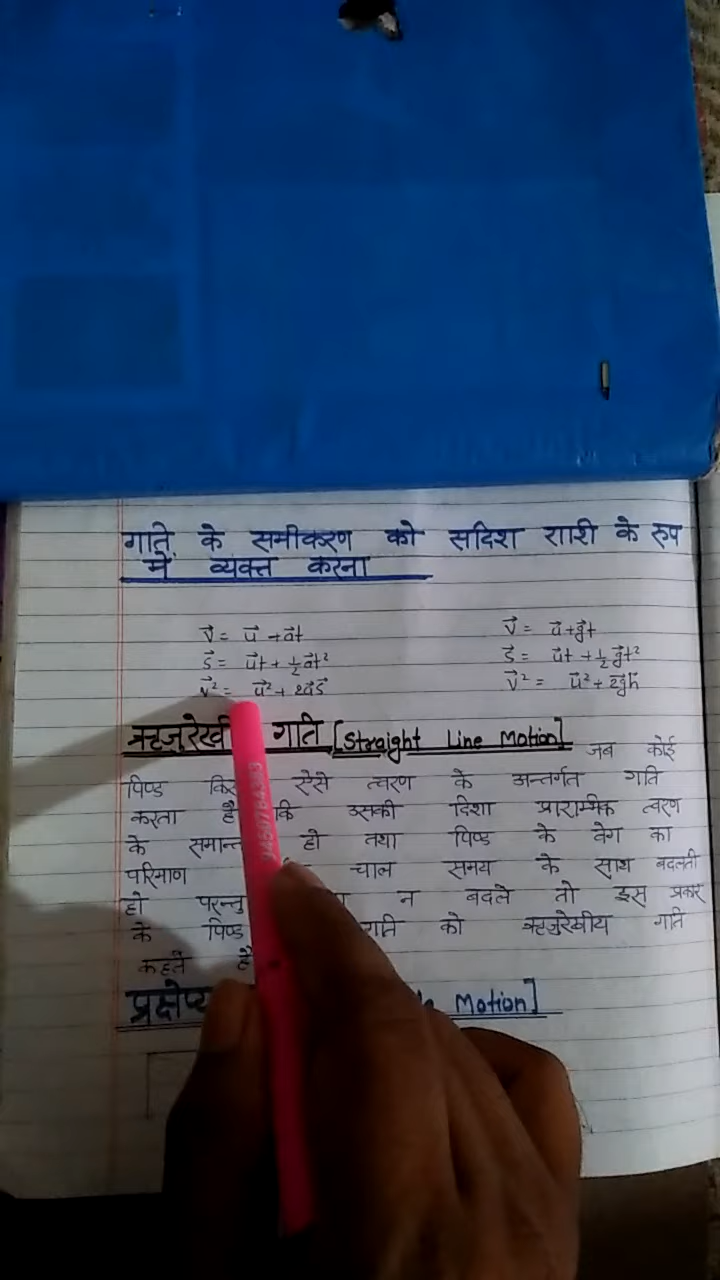 गति के समीकरण को सदिश राशी के रुप
में व्यक्त करना
v⃗ = u⃗ + a⃗t
v⃗ = u⃗+g⃗t
s⃗ = u⃗t + ½a⃗t²
s⃗ = u⃗t + ½g⃗t²
v⃗² = u⃗² + 2a⃗s⃗
v⃗² = u⃗² + 2g⃗h⃗
ऋजुरेखी गति [Straight Line Motion] जब कोई
पिण्ड ऐसे त्वरण के अन्तर्गत गति
करता है कि उसकी दिशा प्रारम्भिक त्वरण
के हो तथा पिण्ड के वेग का
परिमाण चाल समय के साथ बदलती
हो परन्तु न बदले तो इस प्रकार
के पिण्ड गति को ऋजुरेखीय गति
कहते है
Motion]